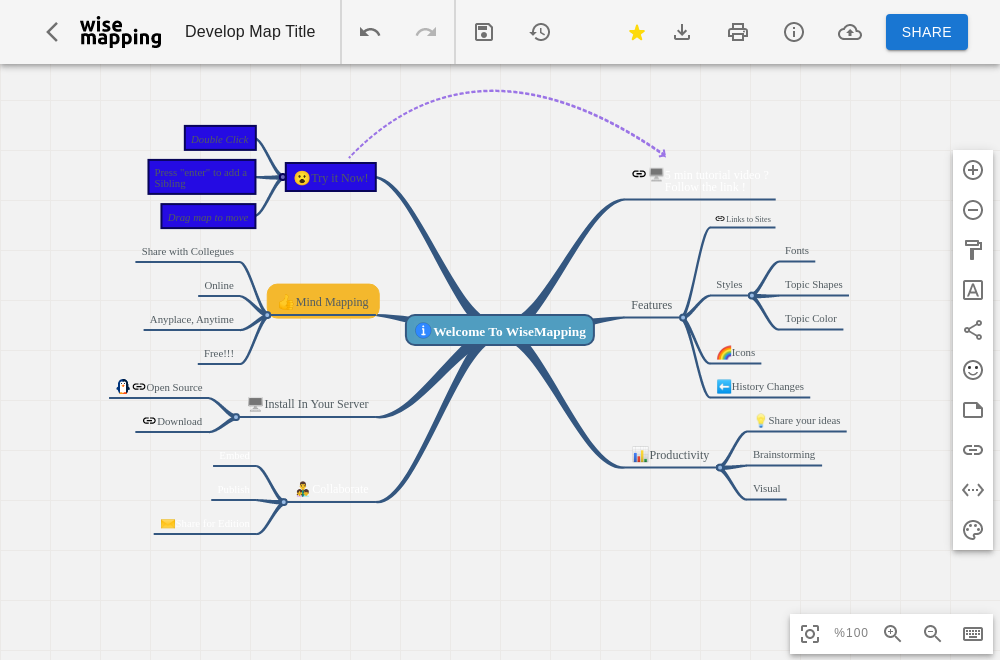 wise
mapping
Develop Map Title
SHARE
Double Click
Press "enter" to add a
Sibling
Drag map to move
😮Try it Now!
5 min tutorial video ?
Follow the link !
Links to Sites
Share with Collegues
Online
Anyplace, Anytime
Free!!!
👍 Mind Mapping
Fonts
Styles
Topic Shapes
Features
Topic Color
Welcome To WiseMapping
Icons
History Changes
Open Source
Download
Install In Your Server
Share your ideas
Productivity
Brainstorming
Visual
Embed
Publish
Collaborate
Share for Edition
%100